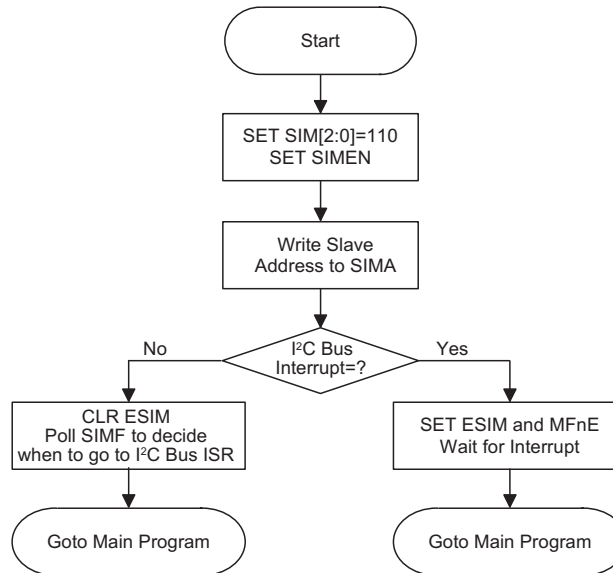 Start
SET SIM[2:0]=110
SET SIMEN
Write Slave
Address to SIMA
I²C Bus
Interrupt=?
No
Yes
CLR ESIM
Poll SIMF to decide
when to go to I²C Bus ISR
SET ESIM and MFnE
Wait for Interrupt
Goto Main Program
Goto Main Program